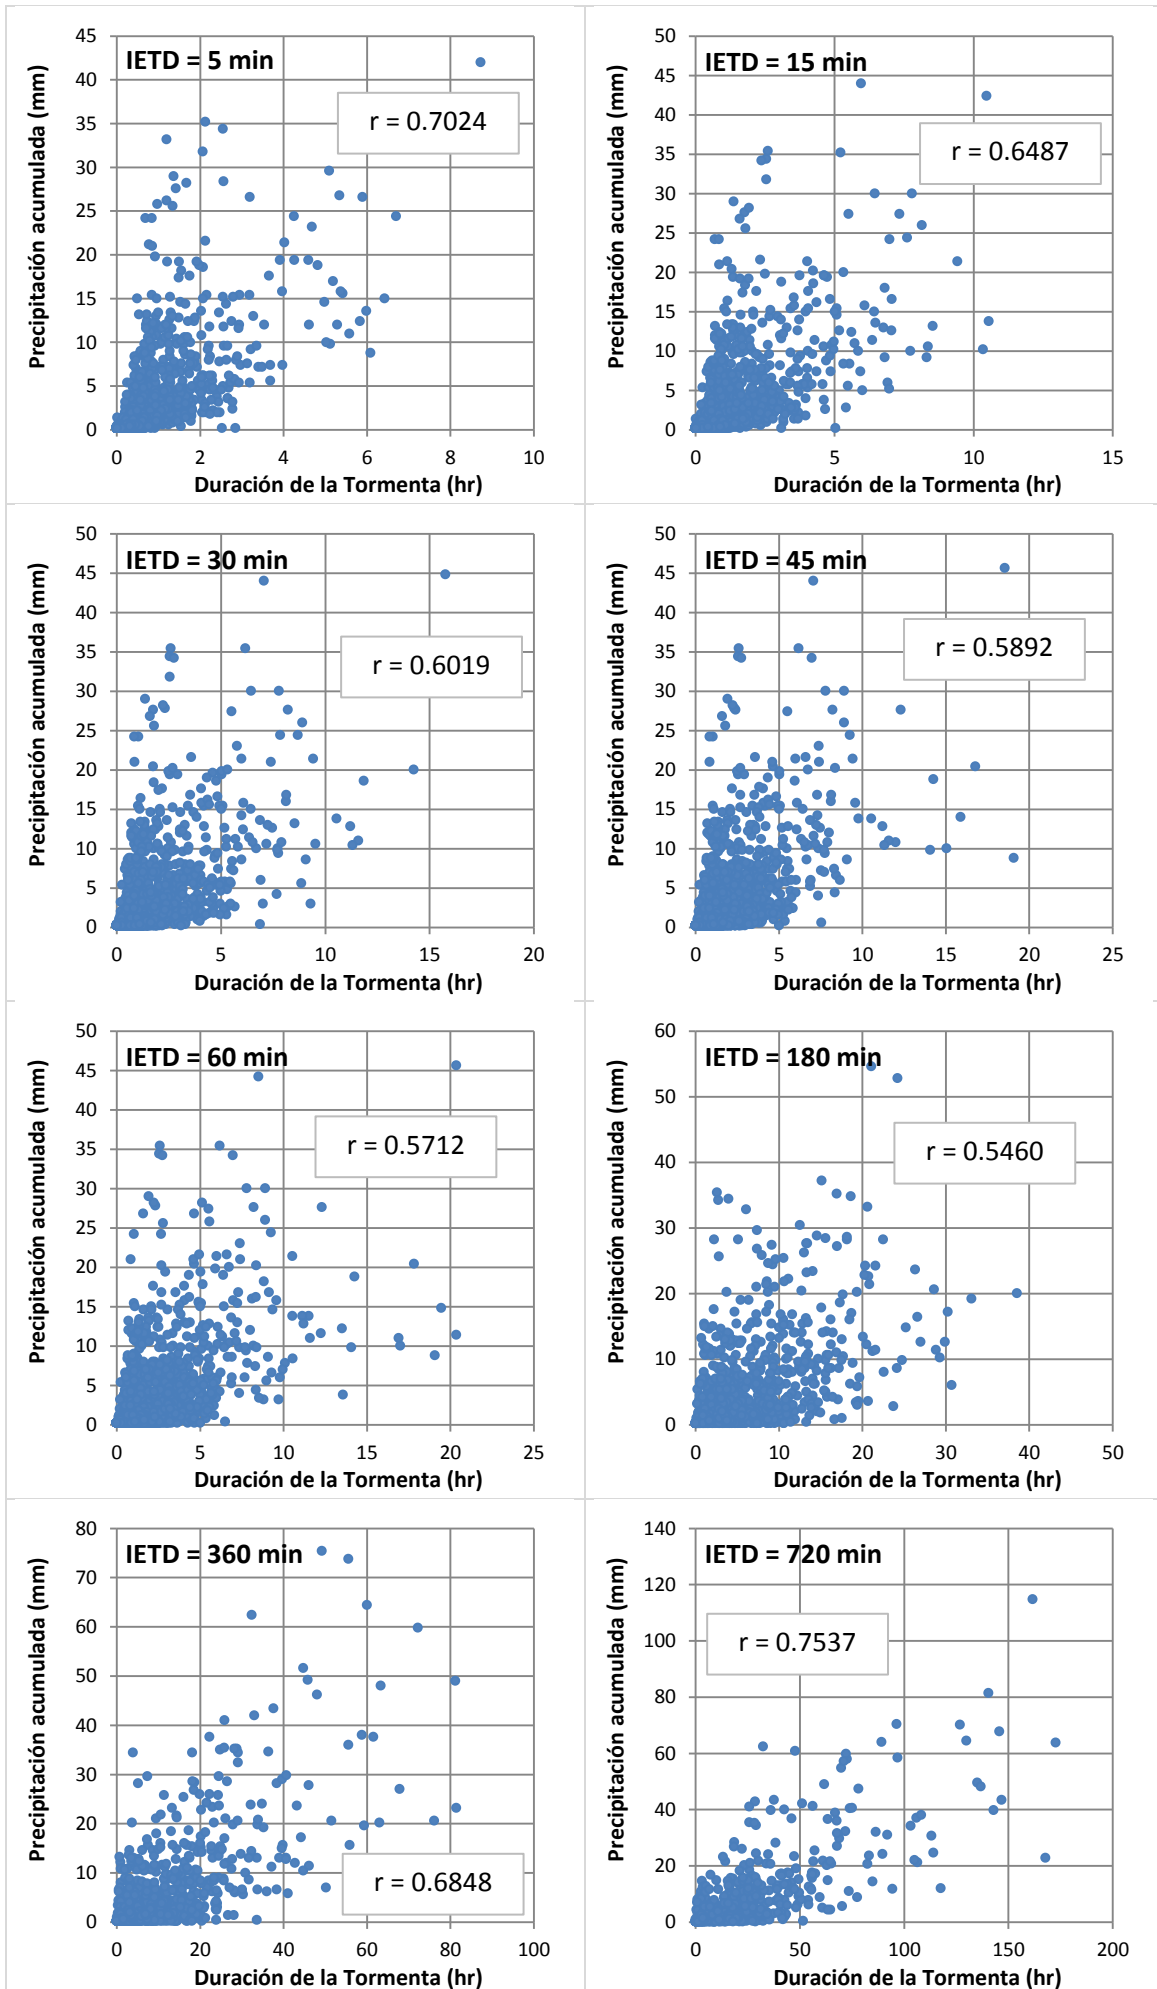 IETD = 5 min
r = 0.7024
Precipitación acumulada (mm)
45
40
35
30
25
20
15
10
5
0
0 2 4 6 8 10
Duración de la Tormenta (hr)
IETD = 15 min
r = 0.6487
Precipitación acumulada (mm)
50
45
40
35
30
25
20
15
10
5
0
0 5 10 15
Duración de la Tormenta (hr)
IETD = 30 min
r = 0.6019
Precipitación acumulada (mm)
50
45
40
35
30
25
20
15
10
5
0
0 5 10 15 20
Duración de la Tormenta (hr)
IETD = 45 min
r = 0.5892
Precipitación acumulada (mm)
50
45
40
35
30
25
20
15
10
5
0
0 5 10 15 20 25
Duración de la Tormenta (hr)
IETD = 60 min
r = 0.5712
Precipitación acumulada (mm)
50
45
40
35
30
25
20
15
10
5
0
0 5 10 15 20 25
Duración de la Tormenta (hr)
IETD = 180 min
r = 0.5460
Precipitación acumulada (mm)
60
50
40
30
20
10
0
0 10 20 30 40 50
Duración de la Tormenta (hr)
IETD = 360 min
r = 0.6848
Precipitación acumulada (mm)
80
70
60
50
40
30
20
10
0
0 20 40 60 80 100
Duración de la Tormenta (hr)
IETD = 720 min
r = 0.7537
Precipitación acumulada (mm)
140
120
100
80
60
40
20
0
0 50 100 150 200
Duración de la Tormenta (hr)